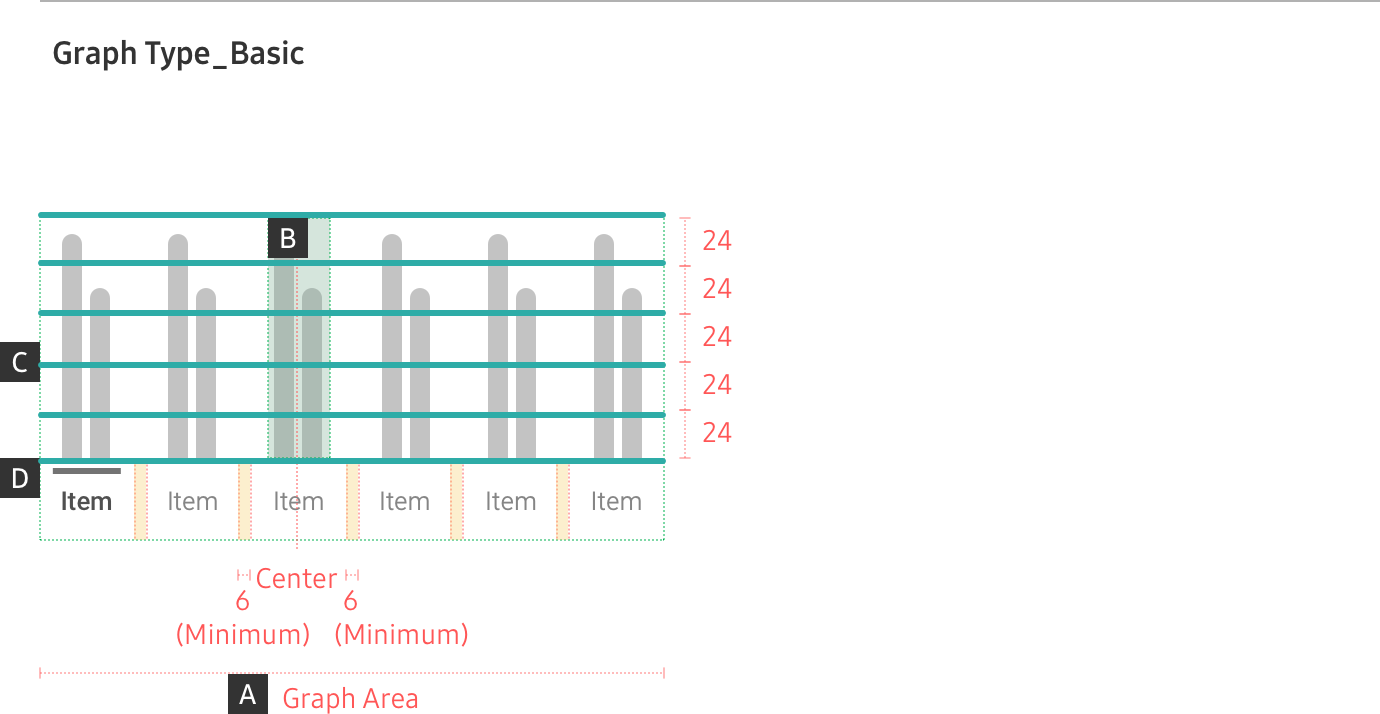 Graph Type_Basic
B
24
24
24
C
24
24
D
Item Item Item Item Item Item
Center
6 6
(Minimum) (Minimum)
A Graph Area